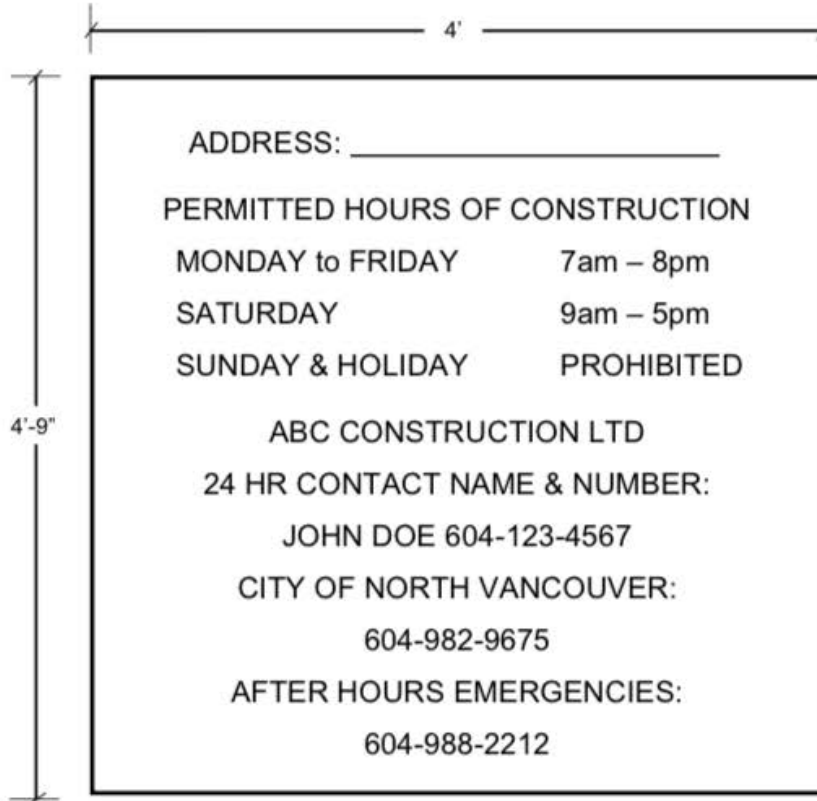 4'
ADDRESS: ____________________
PERMITTED HOURS OF CONSTRUCTION
MONDAY to FRIDAY 7am – 8pm
SATURDAY 9am – 5pm
SUNDAY & HOLIDAY PROHIBITED
4'-9"
ABC CONSTRUCTION LTD
24 HR CONTACT NAME & NUMBER:
JOHN DOE 604-123-4567
CITY OF NORTH VANCOUVER:
604-982-9675
AFTER HOURS EMERGENCIES:
604-988-2212